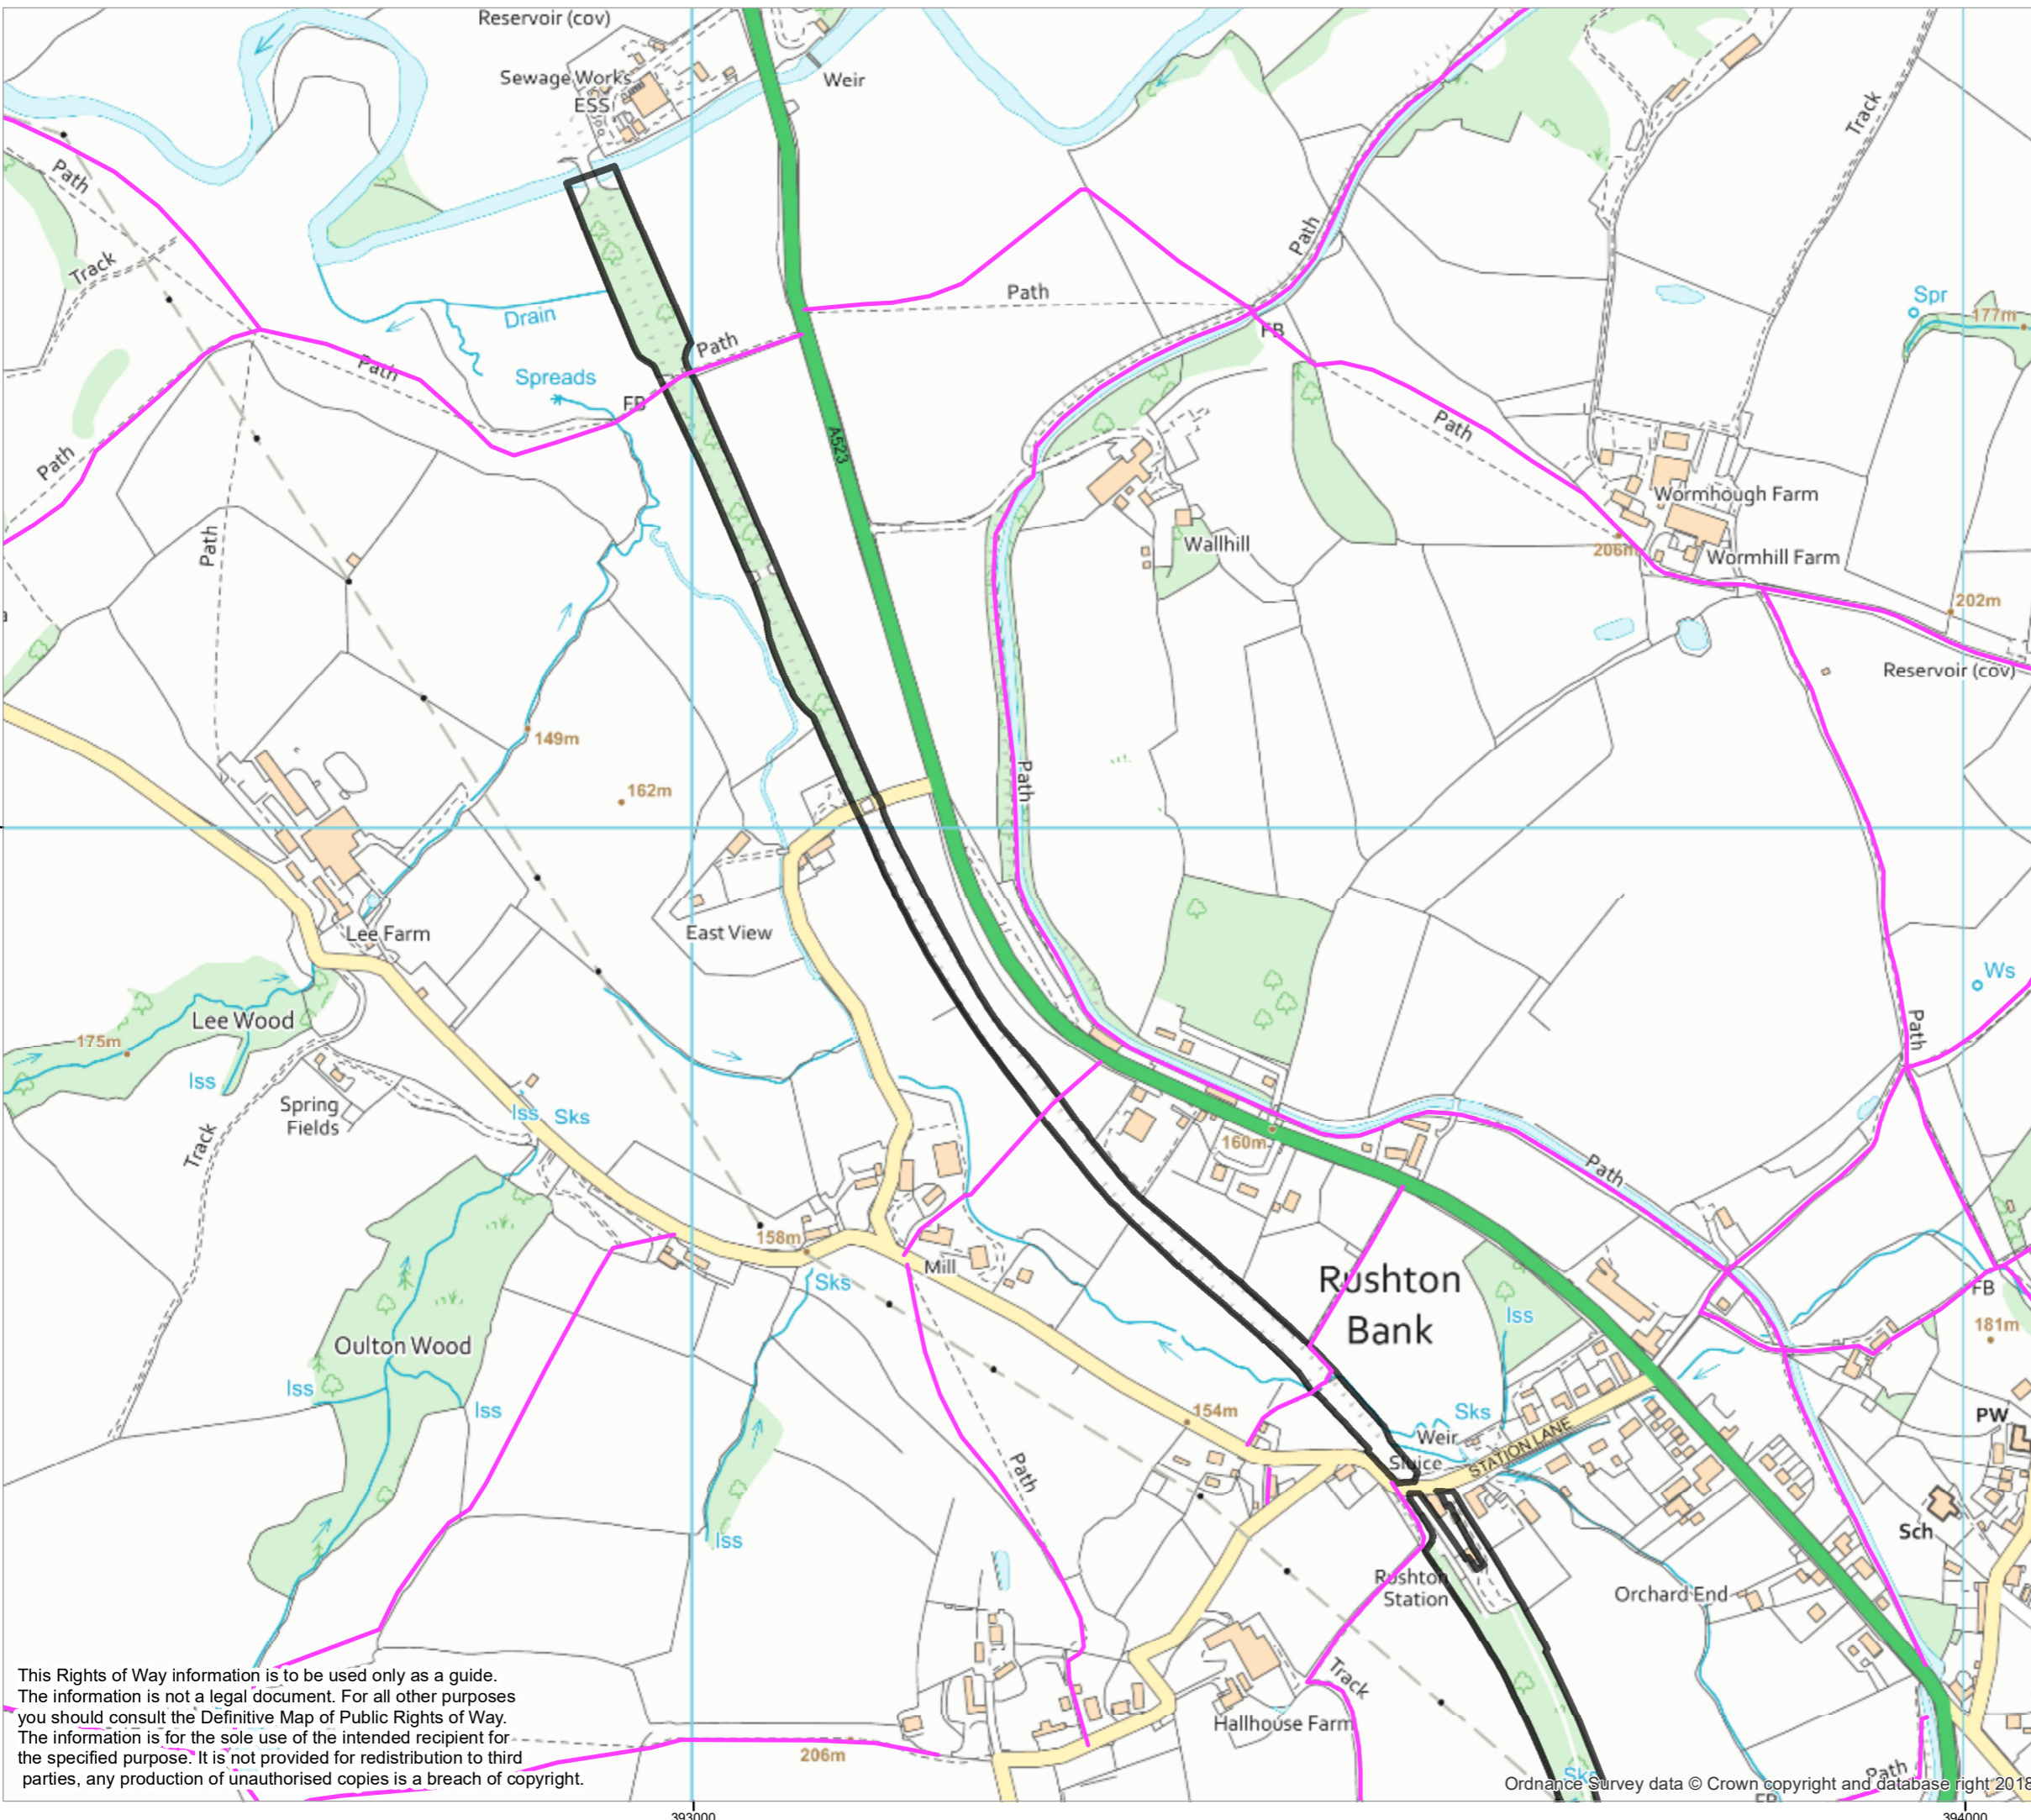 Reservoir (cov)
Sewage Works
ESS
Weir
Track
Path
Path
Track
Path
Drain
Path
Spr
177m
FB
Path
Spreads
FB
Path
A523
Path
Path
Path
Wormhough Farm
Wallhill
206m
Wormhill Farm
202m
Reservoir (cov)
149m
162m
Path
East View
Lee Farm
Ws
Lee Wood
175m
Iss
Path
Spring
Fields
Iss
Sks
Track
160m
Path
158m
Mill
Sks
Rushton
Bank
FB
181m
Oulton Wood
Iss
Iss
Iss
154m
Sks
Weir
STATION LANE
Sluice
PW
Path
Iss
Sch
Rushton
Station
Orchard End
Track
Hallhouse Farm
206m
Sks
Path
FB
This Rights of Way information is to be used only as a guide.
The information is not a legal document. For all other purposes
you should consult the Definitive Map of Public Rights of Way.
The information is for the sole use of the intended recipient for
the specified purpose. It is not provided for redistribution to third
parties, any production of unauthorised copies is a breach of copyright.
Ordnance Survey data © Crown copyright and database right 2018
393000
394000